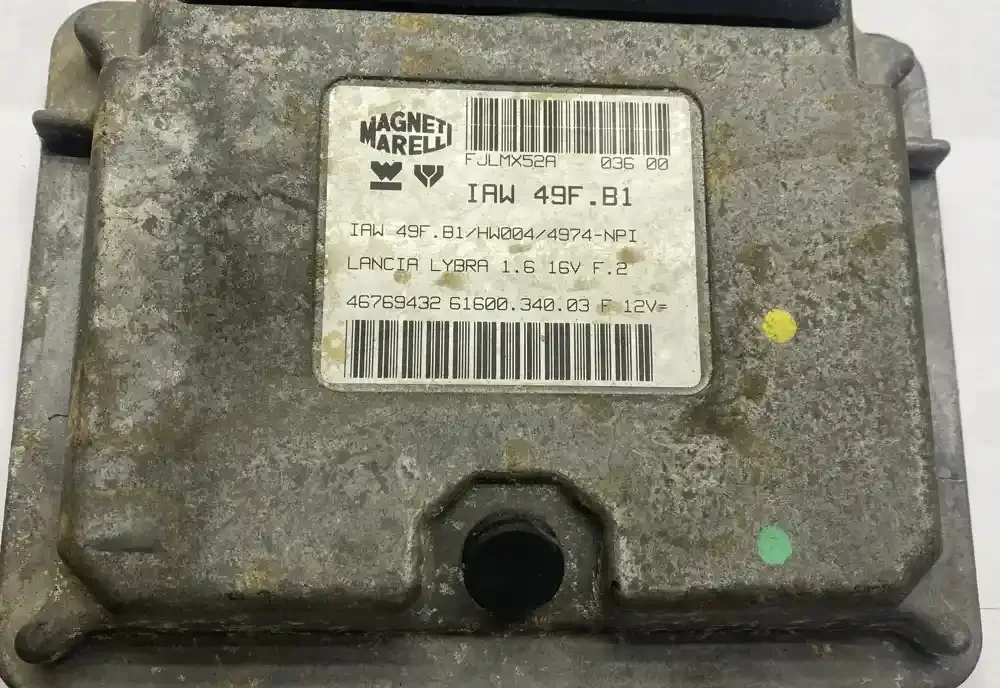 MAGNETI
MARELLI
FJLMX52A 036 00
IAW 49F.B1
IAW 49F.B1/HW004/4974-NPI
LANCIA LYBRA 1.6 16V F.2
46769432 61600.340.03 F 12V=